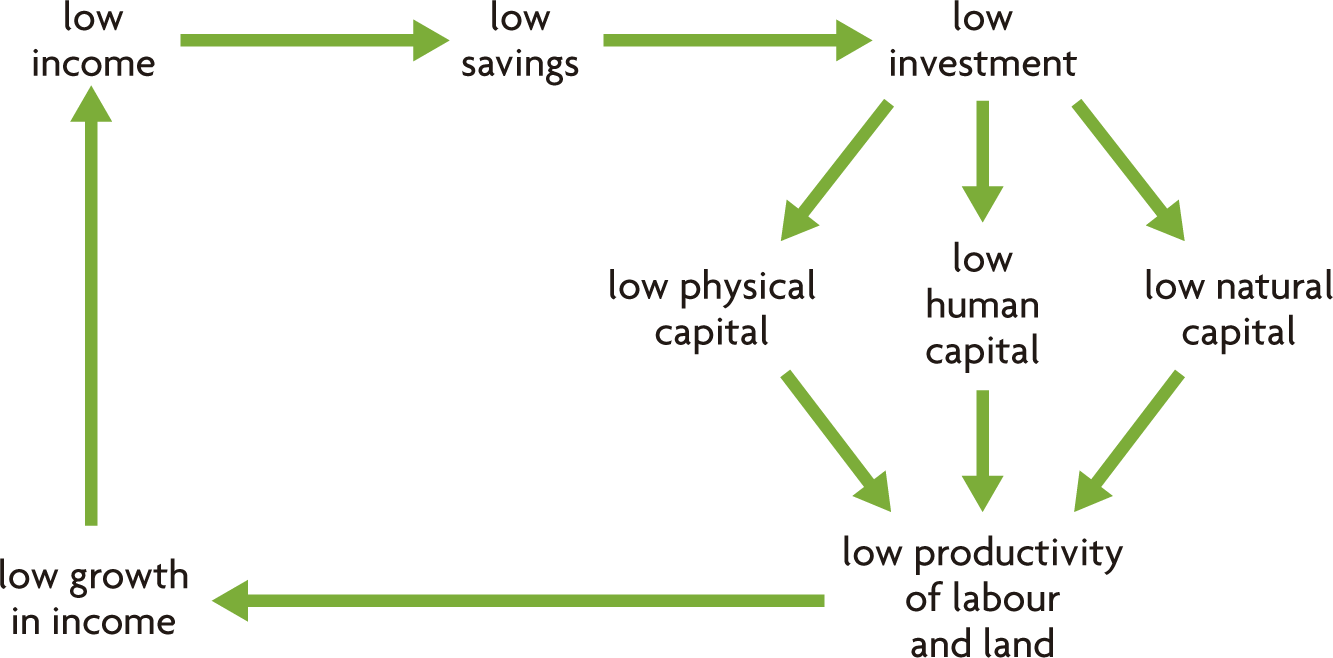 low
income
low
savings
low
investment
low physical
capital
low
human
capital
low natural
capital
low productivity
of labour
and land
low growth
in income